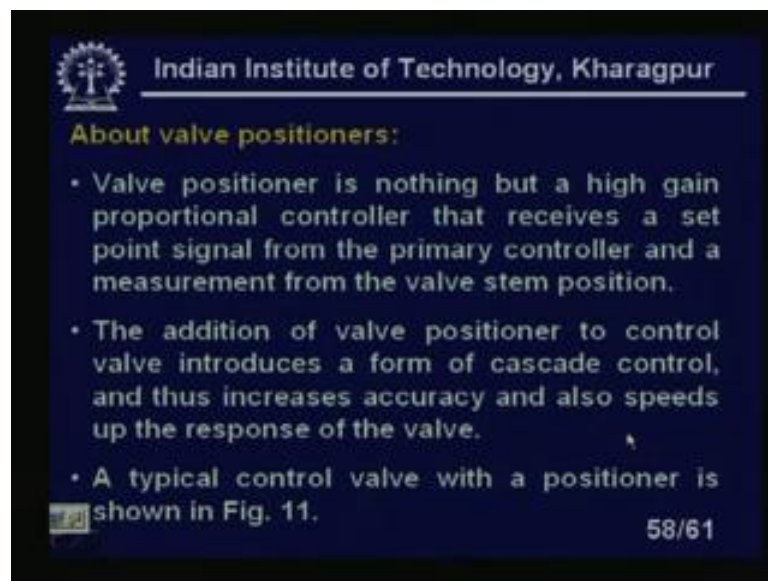 Indian Institute of Technology, Kharagpur
About valve positioners:
• Valve positioner is nothing but a high gain
proportional controller that receives a set
point signal from the primary controller and a
measurement from the valve stem position.
• The addition of valve positioner to control
valve introduces a form of cascade control,
and thus increases accuracy and also speeds
up the response of the valve.
• A typical control valve with a positioner is
shown in Fig. 11.
58/61